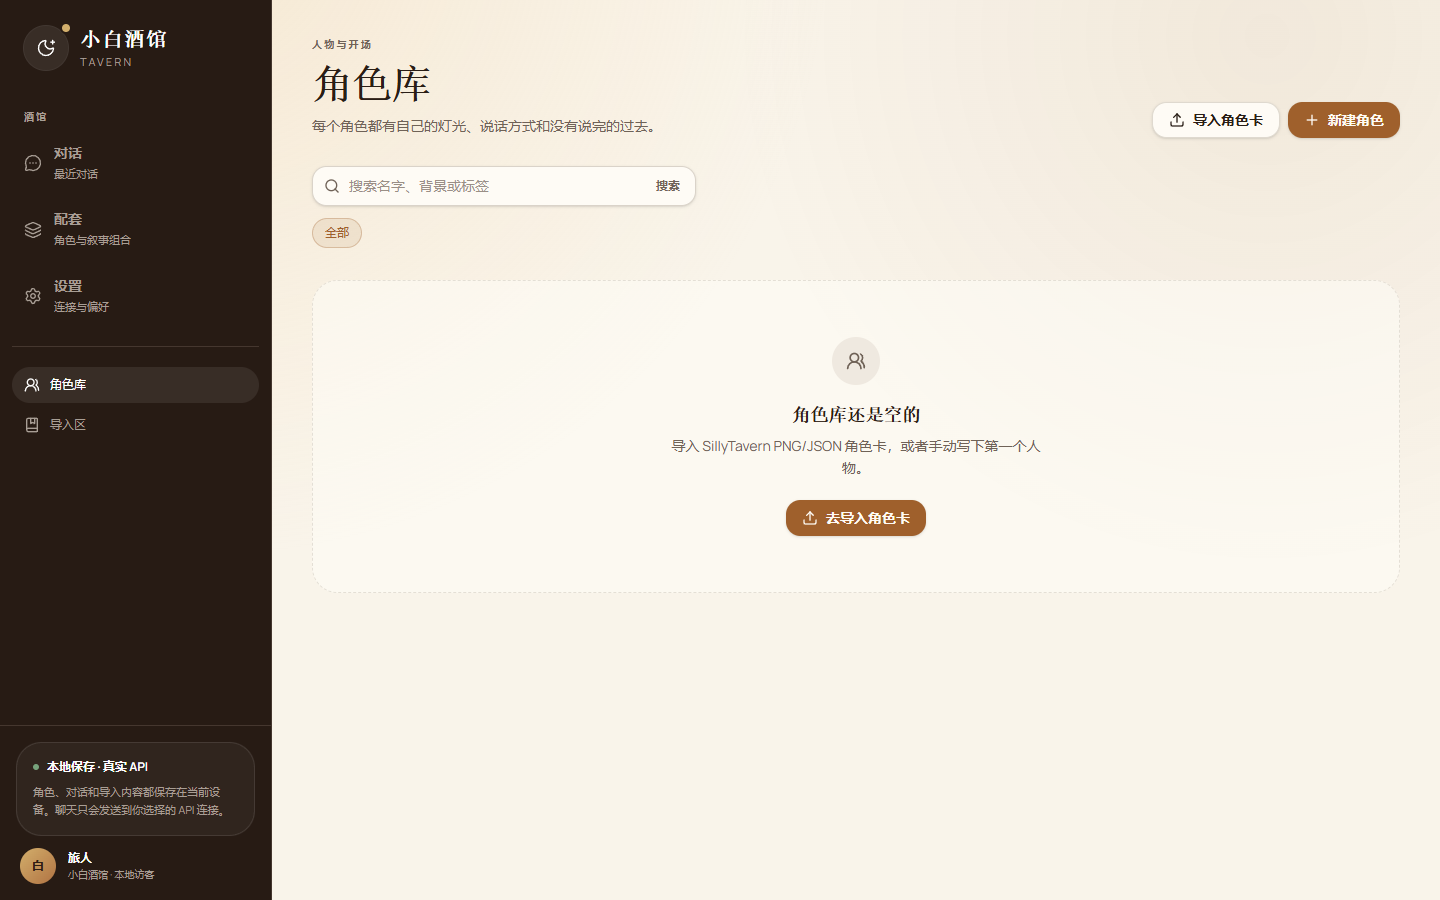 小白酒馆
TAVERN
酒馆
对话
最近对话
配套
角色与叙事组合
设置
连接与偏好
角色库
导入区
本地保存 · 真实 API
角色、对话和导入内容都保存在当前设
备。聊天只会发送到你选择的 API 连接。
白
旅人
小白酒馆 · 本地访客
人物与开场
角色库
每个角色都有自己的灯光、说话方式和没有说完的过去。
导入角色卡
新建角色
搜索名字、背景或标签
搜索
全部
角色库还是空的
导入 SillyTavern PNG/JSON 角色卡，或者手动写下第一个人
物。
去导入角色卡